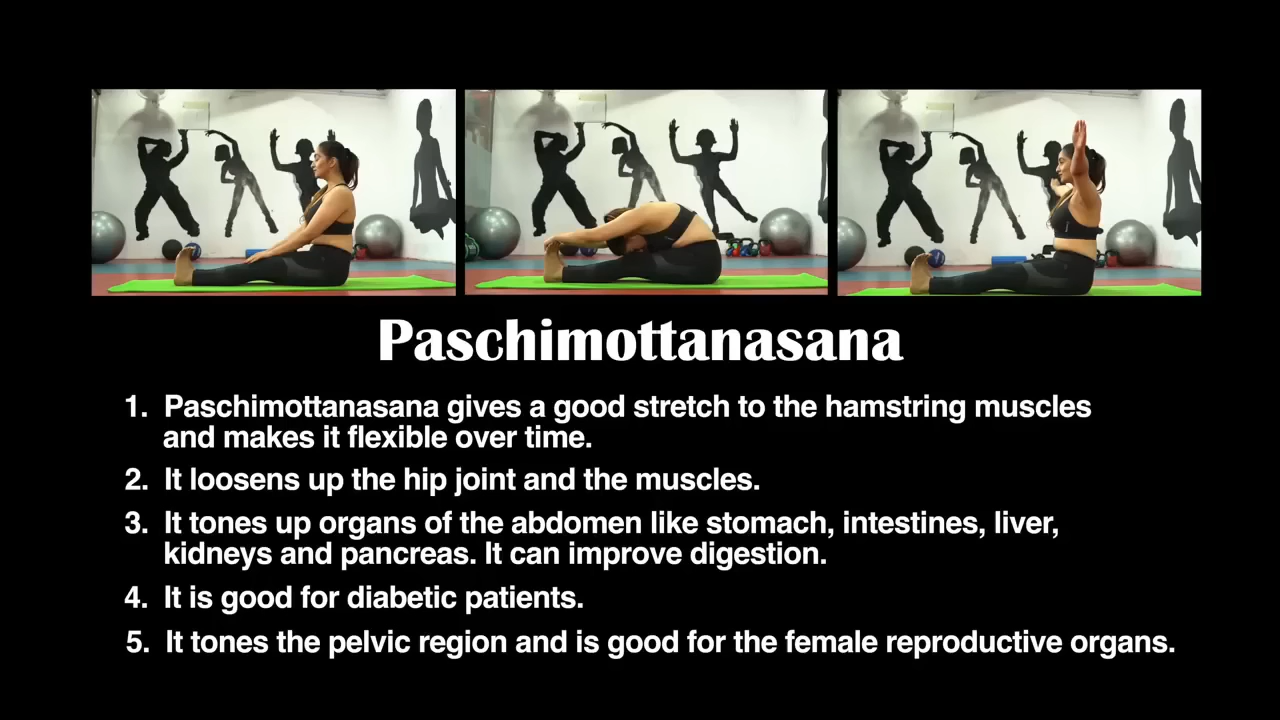 Paschimottanasana
1. Paschimottanasana gives a good stretch to the hamstring muscles
and makes it flexible over time.
2. It loosens up the hip joint and the muscles.
3. It tones up organs of the abdomen like stomach, intestines, liver,
kidneys and pancreas. It can improve digestion.
4. It is good for diabetic patients.
5. It tones the pelvic region and is good for the female reproductive organs.